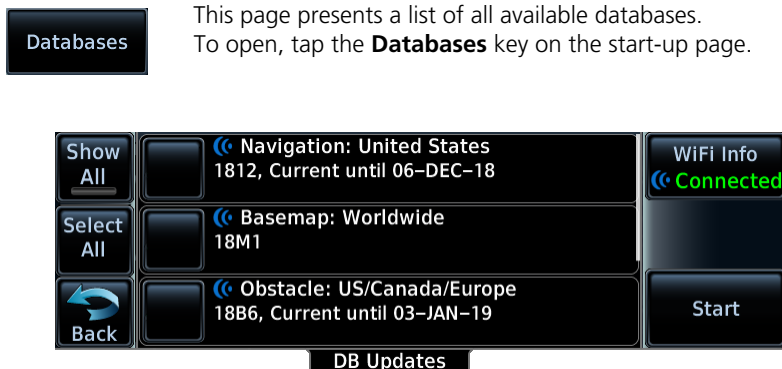 Databases
This page presents a list of all available databases.
To open, tap the Databases key on the start-up page.
Show
All
Select
All
Back
Navigation: United States
1812, Current until 06–DEC–18
Basemap: Worldwide
18M1
Obstacle: US/Canada/Europe
18B6, Current until 03–JAN–19
WiFi Info
Connected
Start
DB Updates